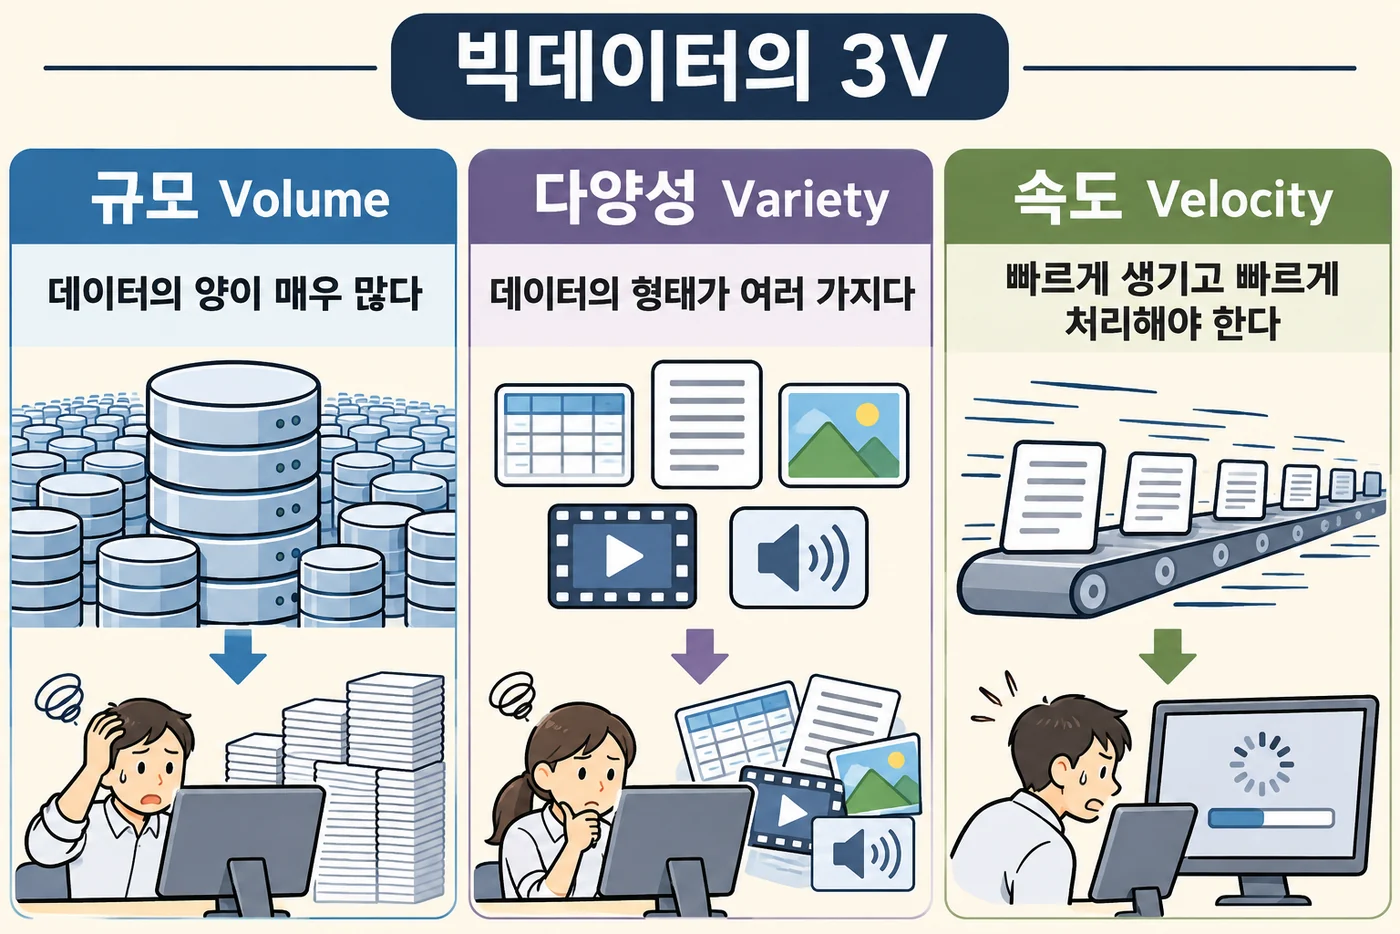 빅데이터의 3V
규모 Volume
데이터의 양이 매우 많다
다양성 Variety
데이터의 형태가 여러 가지다
속도 Velocity
빠르게 생기고 빠르게
처리해야 한다